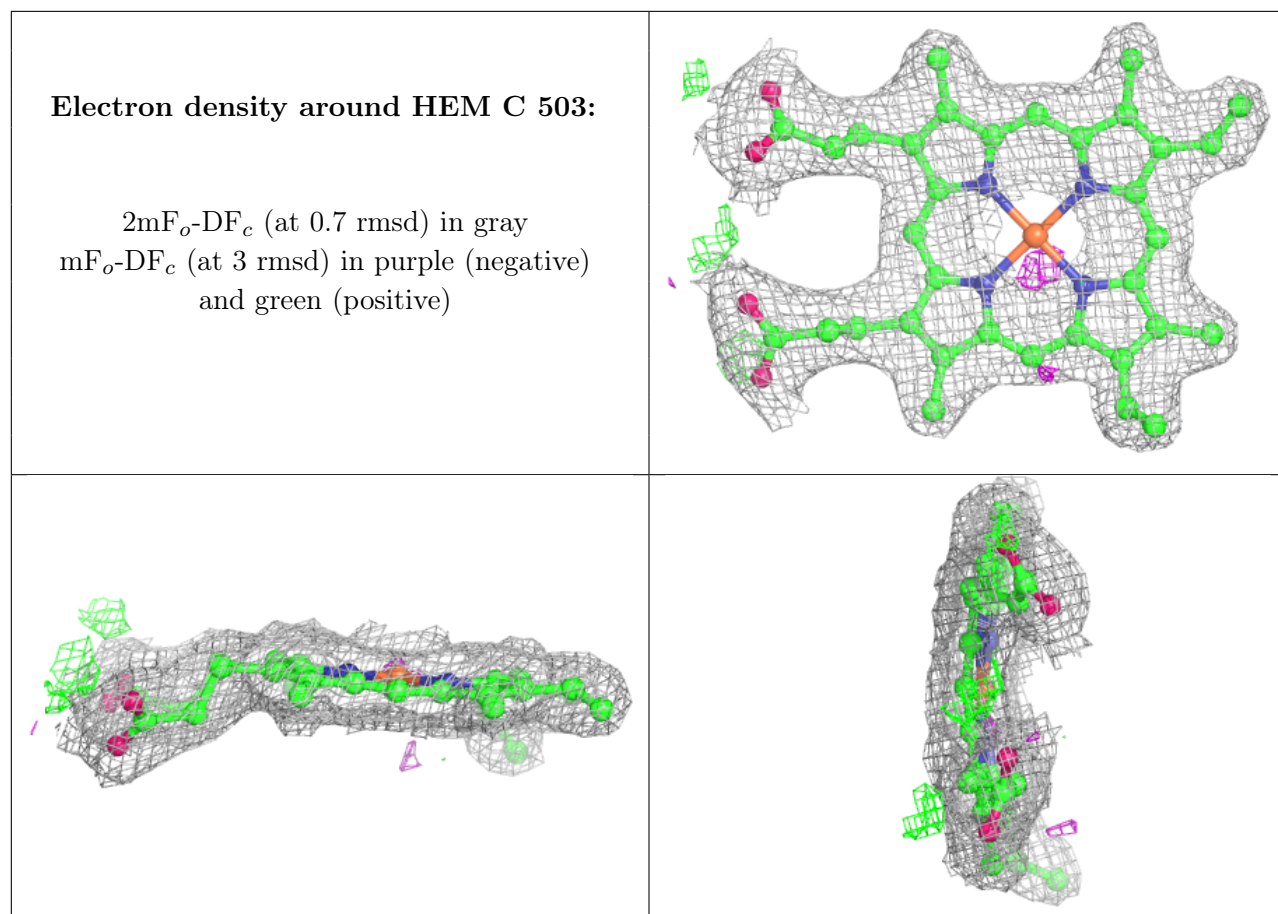 Electron density around HEM C 503:
2mFo-DFc (at 0.7 rmsd) in gray
mFo-DFc (at 3 rmsd) in purple (negative)
and green (positive)